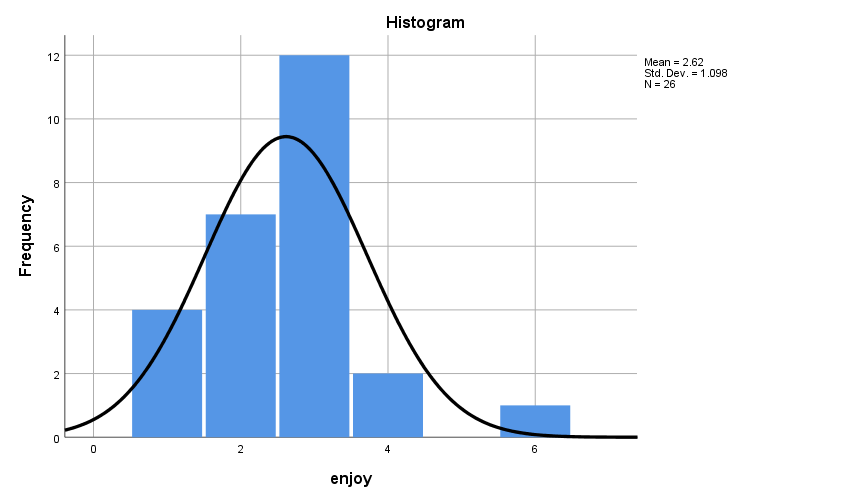 Histogram
Mean = 2.62
Std. Dev. = 1.098
N = 26
12
10
8
6
4
2
0
Frequency
0 2 4 6
enjoy